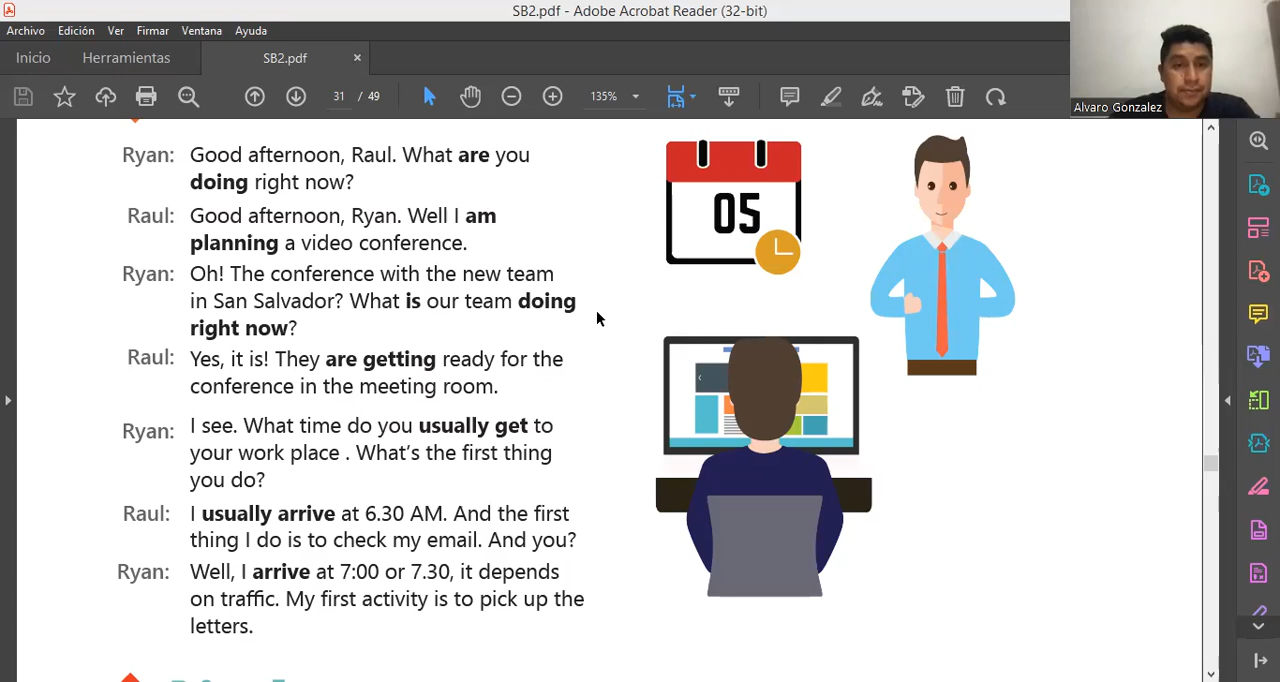 SB2.pdf - Adobe Acrobat Reader (32-bit)
Archivo Edición Ver Firmar Ventana Ayuda
Inicio Herramientas SB2.pdf ×
31 / 49 135%
Alvaro Gonzalez
Ryan: Good afternoon, Raul. What are you
doing right now?
Raul: Good afternoon, Ryan. Well I am
planning a video conference.
Ryan: Oh! The conference with the new team
in San Salvador? What is our team doing
right now?
Raul: Yes, it is! They are getting ready for the
conference in the meeting room.
Ryan: I see. What time do you usually get to
your work place . What's the first thing
you do?
Raul: I usually arrive at 6.30 AM. And the first
thing I do is to check my email. And you?
Ryan: Well, I arrive at 7:00 or 7.30, it depends
on traffic. My first activity is to pick up the
letters.
05